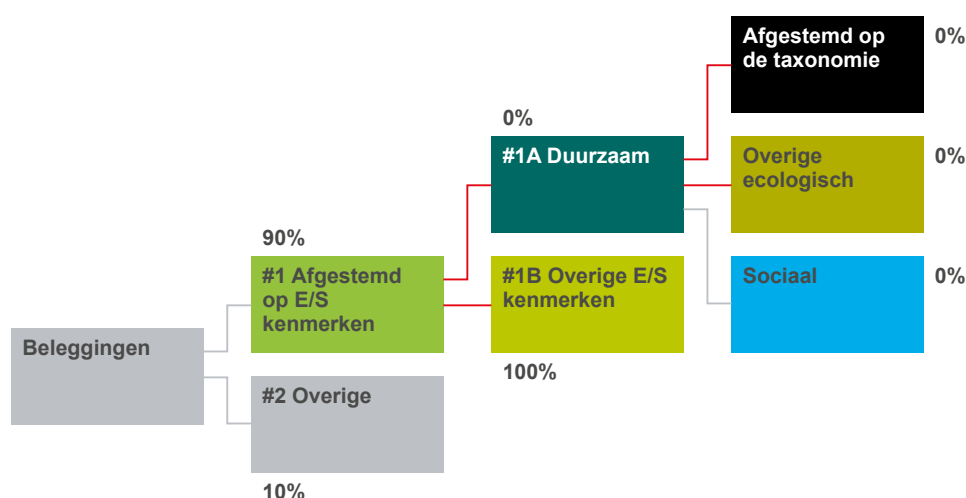 Afgestemd op
de taxonomie
0%
0%
#1A Duurzaam
Overige
ecologisch
0%
90%
#1 Afgestemd
op E/S
kenmerken
#1B Overige E/S
kenmerken
Sociaal
0%
Beleggingen
100%
#2 Overige
10%